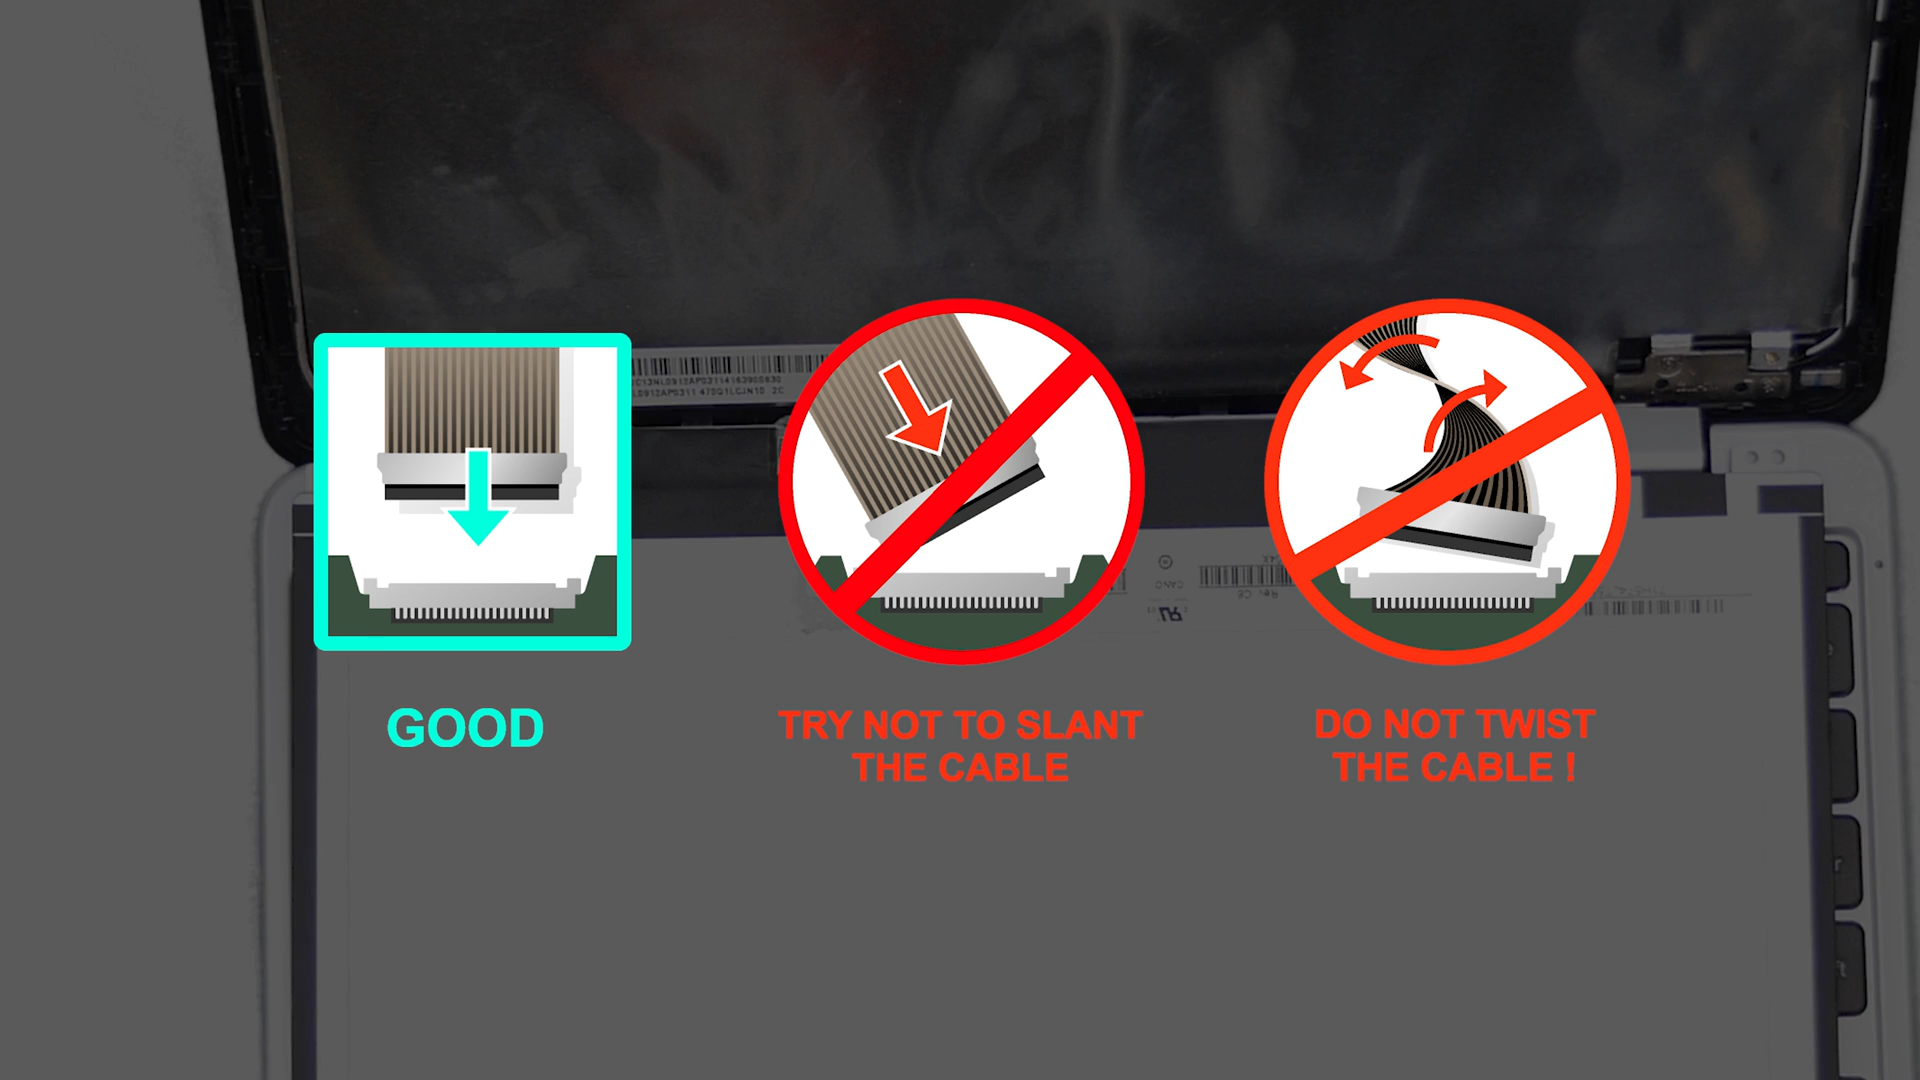 GOOD
TRY NOT TO SLANT
THE CABLE
DO NOT TWIST
THE CABLE !